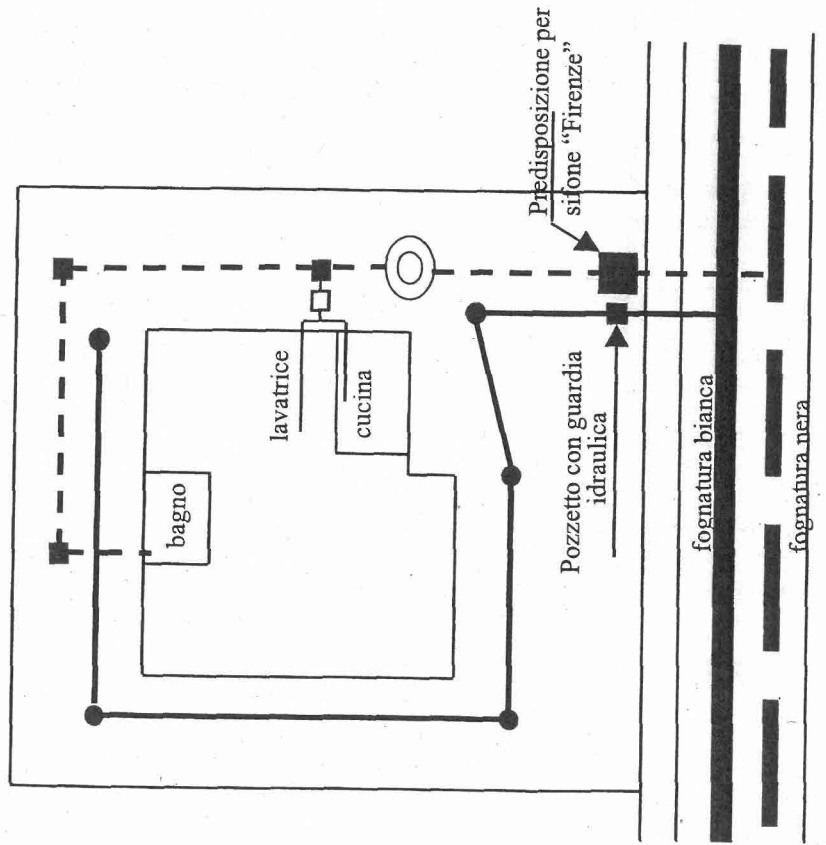 Predisposizione per
sifone “Firenze”
lavatrice
cucina
bagno
Pozzetto con guardia
idraulica
fognatura bianca
fognatura nera